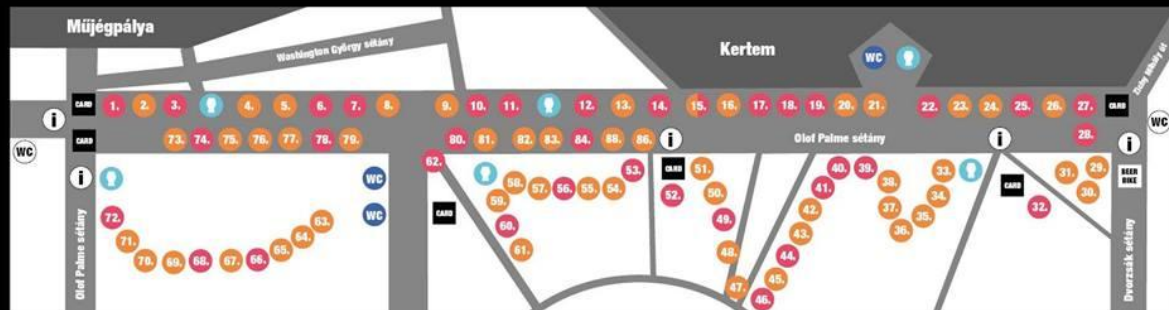 Műjégpálya
Washington György sétány
Kertem
WC
Zichy Mihály út
CARD 1. 2. 3. 4. 5. 6. 7. 8. 9. 10. 11. 12. 13. 14. 15. 16. 17. 18. 19. 20. 21. 22. 23. 24. 25. 26. 27. CARD
i
WC
CARD 73. 74. 75. 76. 77. 78. 79. 80. 81. 82. 83. 84. 88. 86. i Olof Palme sétány i 28. i
WC
i
WC
WC
62.
CARD
72. 71. 70. 69. 68. 67. 66. 65. 64. 63.
Olof Palme sétány
58. 59. 57. 56. 55. 54. 53.
60.
61.
CARD
52.
51.
50.
49.
48.
47.
46.
45.
44.
43.
42.
41.
40. 39.
38.
37.
36.
35.
34.
33.
CARD
32.
31.
30.
29.
BEER
BIKE
Dvorzsák sétány